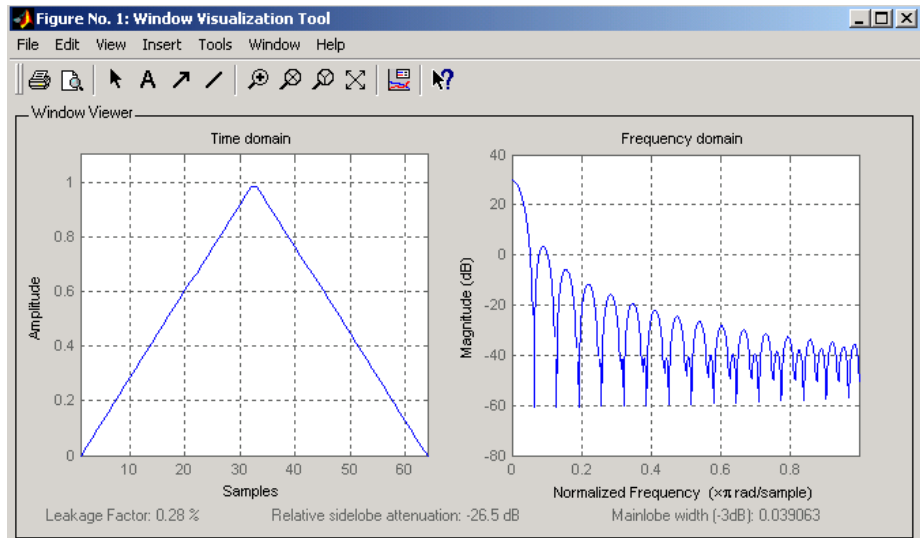 Figure No. 1: Window Visualization Tool
File Edit View Insert Tools Window Help
A
?
Window Viewer
Time domain
1
0.8
0.6
0.4
0.2
0
Amplitude
10 20 30 40 50 60
Samples
Frequency domain
40
20
0
-20
-40
-60
-80
Magnitude (dB)
0 0.2 0.4 0.6 0.8
Normalized Frequency (×π rad/sample)
Leakage Factor: 0.28 % Relative sidelobe attenuation: -26.5 dB Mainlobe width (-3dB): 0.039063